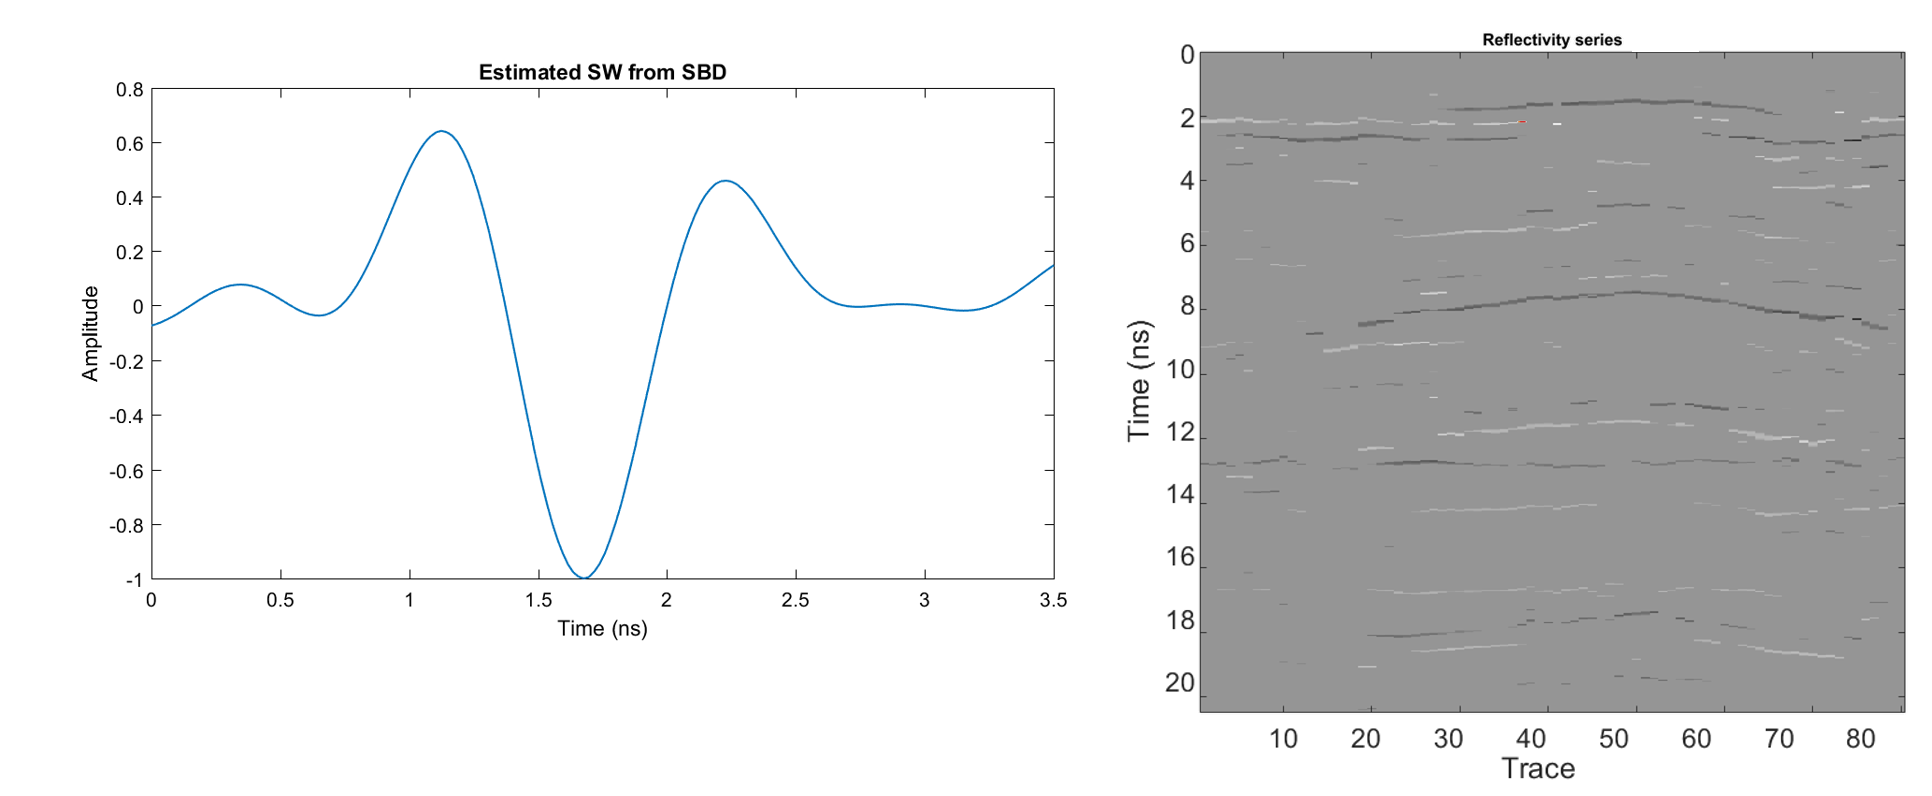 Estimated SW from SBD
0.8
0.6
0.4
0.2
0
-0.2
-0.4
-0.6
-0.8
-1
Amplitude
0 0.5 1 1.5 2 2.5 3 3.5
Time (ns)
Reflectivity series
0
2
4
6
8
10
12
14
16
18
20
Time (ns)
10 20 30 40 50 60 70 80
Trace